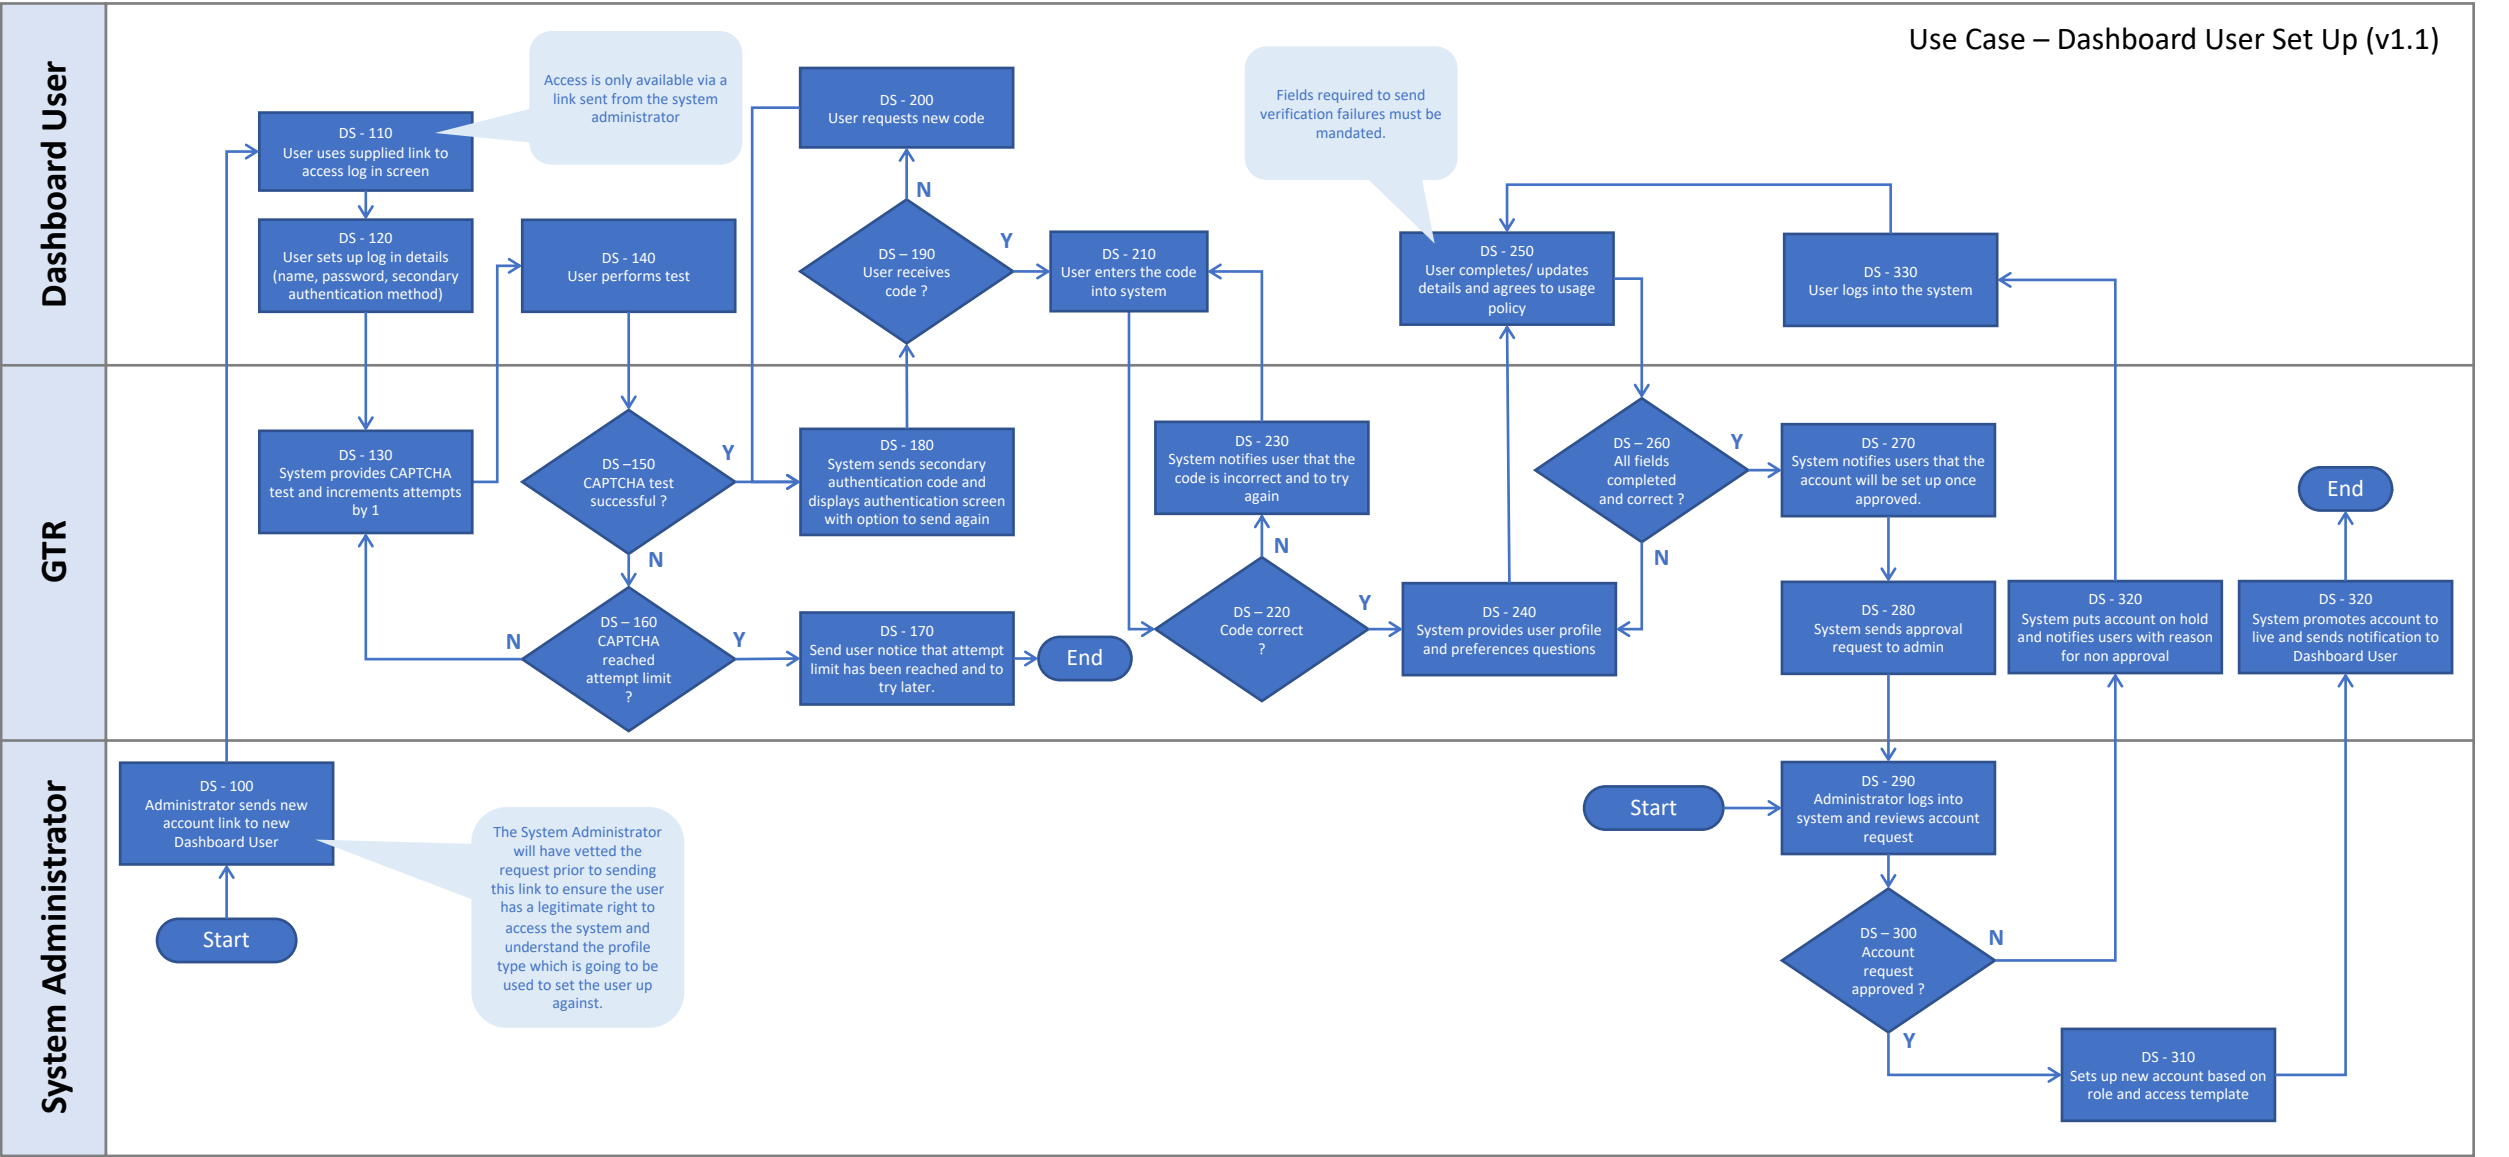 Use Case – Dashboard User Set Up (v1.1)
Dashboard User
Access is only available via a
link sent from the system
administrator
DS - 110
User uses supplied link to
access log in screen
DS - 120
User sets up log in details
(name, password, secondary
authentication method)
DS - 140
User performs test
DS - 200
User requests new code
N
DS – 190
User receives
code ?
Y
DS - 210
User enters the code
into system
Fields required to send
verification failures must be
mandated.
DS - 250
User completes/ updates
details and agrees to usage
policy
DS - 330
User logs into the system
GTR
DS - 130
System provides CAPTCHA
test and increments attempts
by 1
DS –150
CAPTCHA test
successful ?
Y
N
DS - 180
System sends secondary
authentication code and
displays authentication screen
with option to send again
DS – 160
CAPTCHA
reached
attempt limit
?
N
Y
DS - 170
Send user notice that attempt
limit has been reached and to
try later.
End
DS - 230
System notifies user that the
code is incorrect and to try
again
N
DS – 220
Code correct
?
Y
DS - 240
System provides user profile
and preferences questions
DS – 260
All fields
completed
and correct ?
Y
N
DS - 270
System notifies users that the
account will be set up once
approved.
DS - 280
System sends approval
request to admin
DS - 320
System puts account on hold
and notifies users with reason
for non approval
End
DS - 320
System promotes account to
live and sends notification to
Dashboard User
System Administrator
DS - 100
Administrator sends new
account link to new
Dashboard User
Start
The System Administrator
will have vetted the
request prior to sending
this link to ensure the user
has a legitimate right to
access the system and
understand the profile
type which is going to be
used to set the user up
against.
Start
DS - 290
Administrator logs into
system and reviews account
request
DS – 300
Account
request
approved ?
N
Y
DS - 310
Sets up new account based on
role and access template